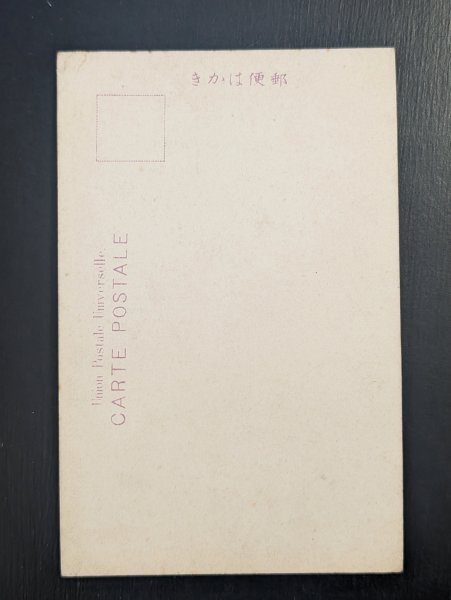 郵便はかき
Union Postale Universelle.
CARTE POSTALE